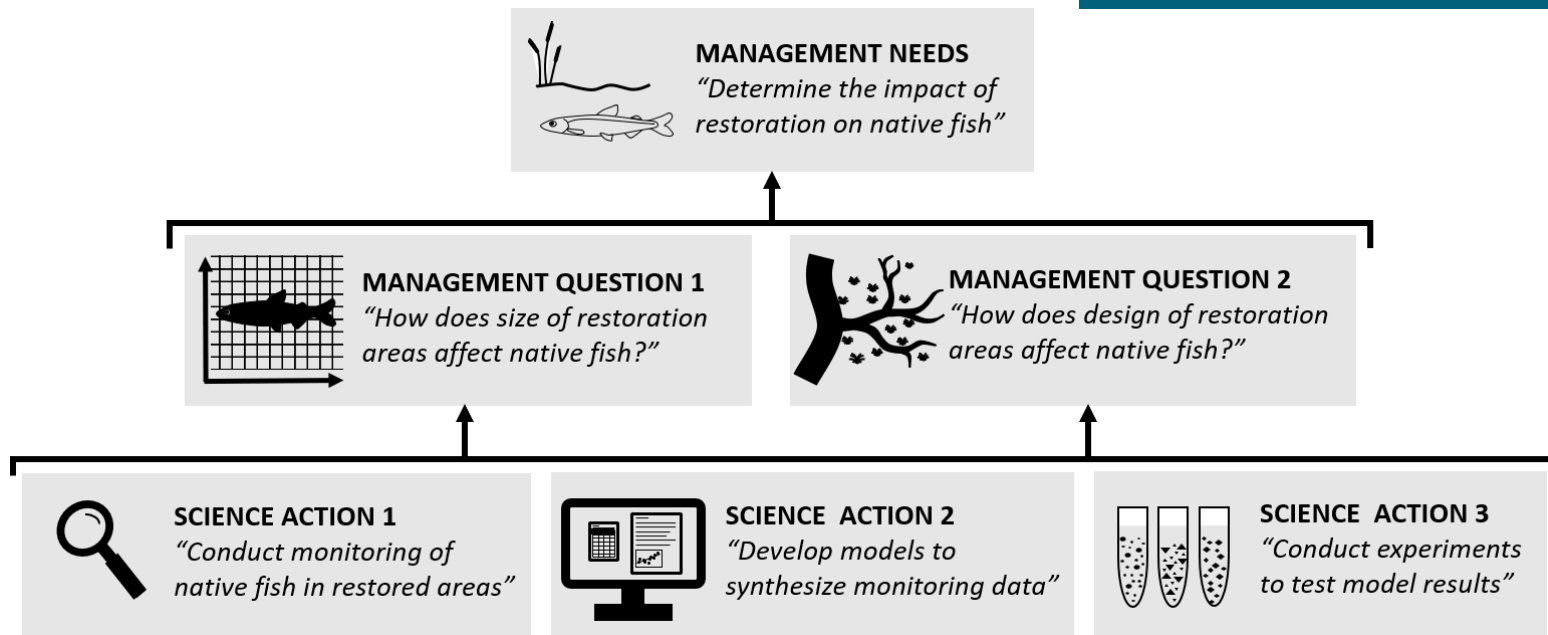 MANAGEMENT NEEDS
“Determine the impact of
restoration on native fish”
MANAGEMENT QUESTION 1
“How does size of restoration
areas affect native fish?”
MANAGEMENT QUESTION 2
“How does design of restoration
areas affect native fish?”
SCIENCE ACTION 1
“Conduct monitoring of
native fish in restored areas”
SCIENCE ACTION 2
“Develop models to
synthesize monitoring data”
SCIENCE ACTION 3
“Conduct experiments
to test model results”